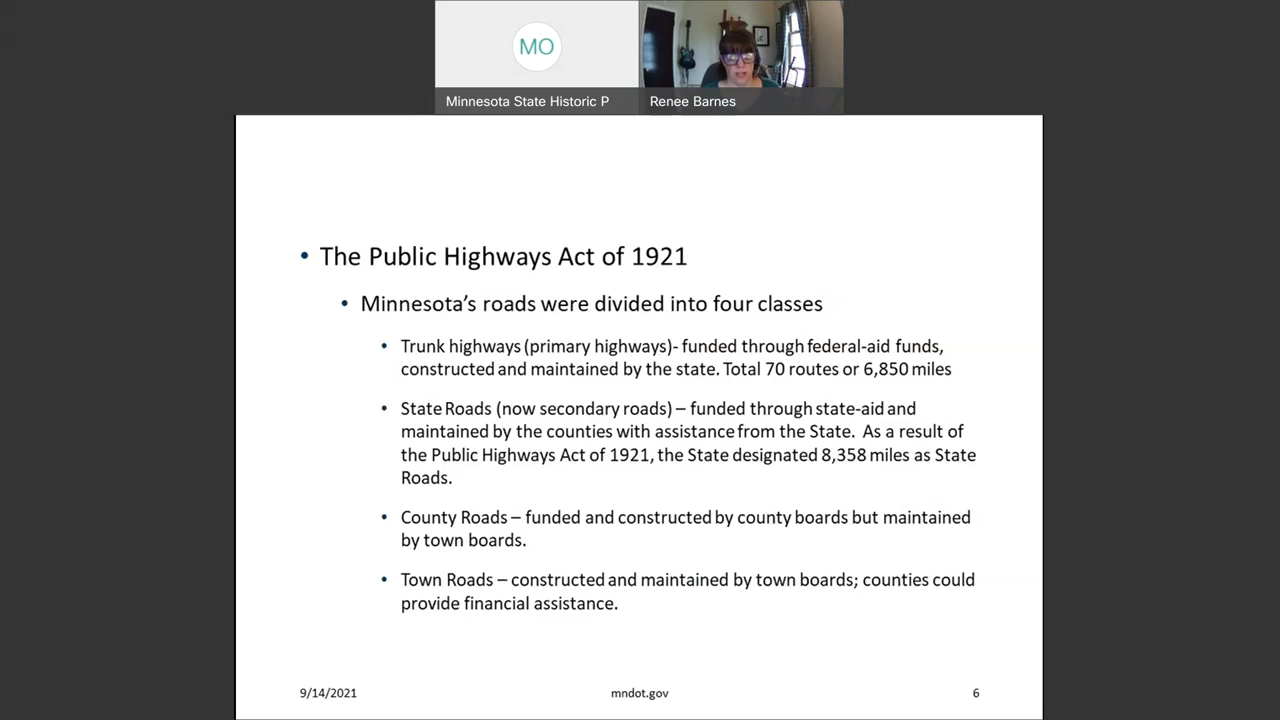 MO
Minnesota State Historic P
Renee Barnes
• The Public Highways Act of 1921
• Minnesota’s roads were divided into four classes
• Trunk highways (primary highways)- funded through federal-aid funds,
constructed and maintained by the state. Total 70 routes or 6,850 miles
• State Roads (now secondary roads) – funded through state-aid and
maintained by the counties with assistance from the State.  As a result of
the Public Highways Act of 1921, the State designated 8,358 miles as State
Roads.
• County Roads – funded and constructed by county boards but maintained
by town boards.
• Town Roads – constructed and maintained by town boards; counties could
provide financial assistance.
9/14/2021
mndot.gov
6